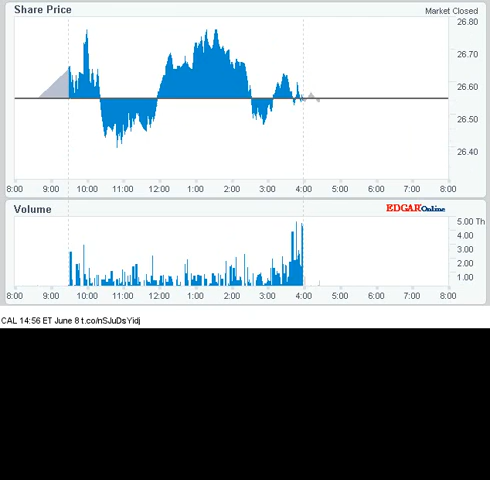 Share Price
Market Closed
26.80
26.70
26.60
26.50
26.40
8:00 9:00 10:00 11:00 12:00 1:00 2:00 3:00 4:00 5:00 6:00 7:00 8:00
Volume
EDGAROnline
5.00 Th
4.00
3.00
2.00
1.00
8:00 9:00 10:00 11:00 12:00 1:00 2:00 3:00 4:00 5:00 6:00 7:00 8:00
CAL 14:56 ET June 8 t.co/nSJuDsYidj